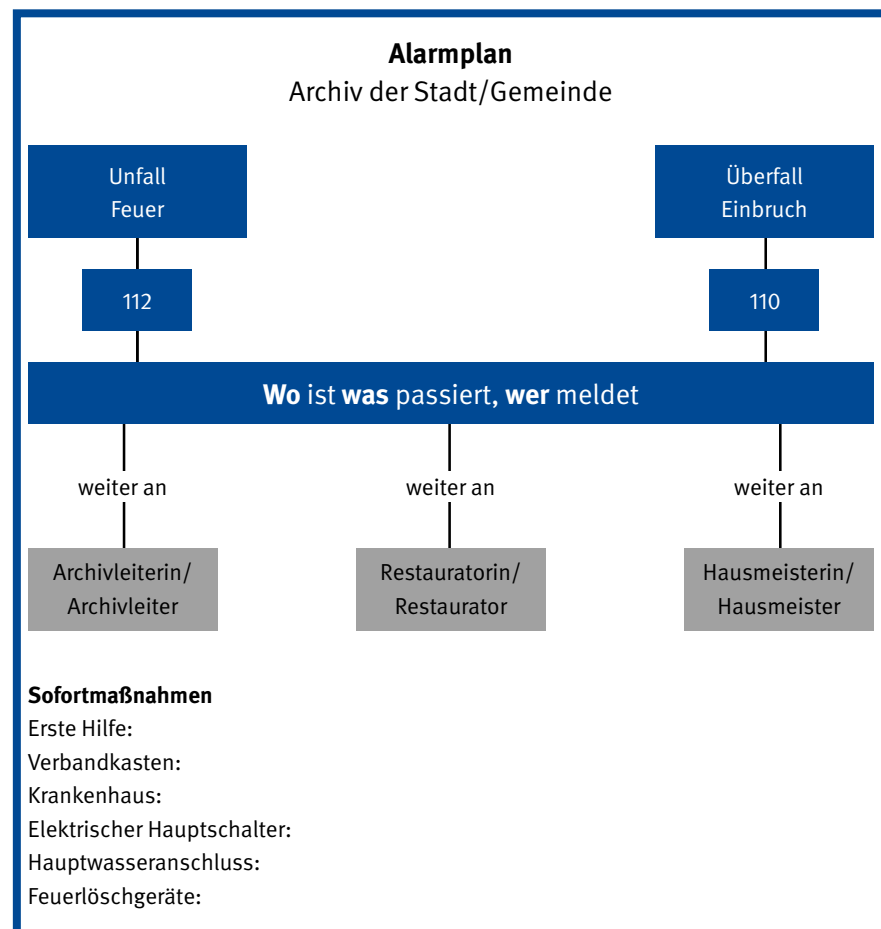 Alarmplan
Archiv der Stadt/Gemeinde
Unfall
Feuer
Überfall
Einbruch
112
110
Wo ist was passiert, wer meldet
weiter an
weiter an
weiter an
Archivleiterin/
Archivleiter
Restauratorin/
Restaurator
Hausmeisterin/
Hausmeister
Sofortmaßnahmen
Erste Hilfe:
Verbandkasten:
Krankenhaus:
Elektrischer Hauptschalter:
Hauptwasseranschluss:
Feuerlöschgeräte: